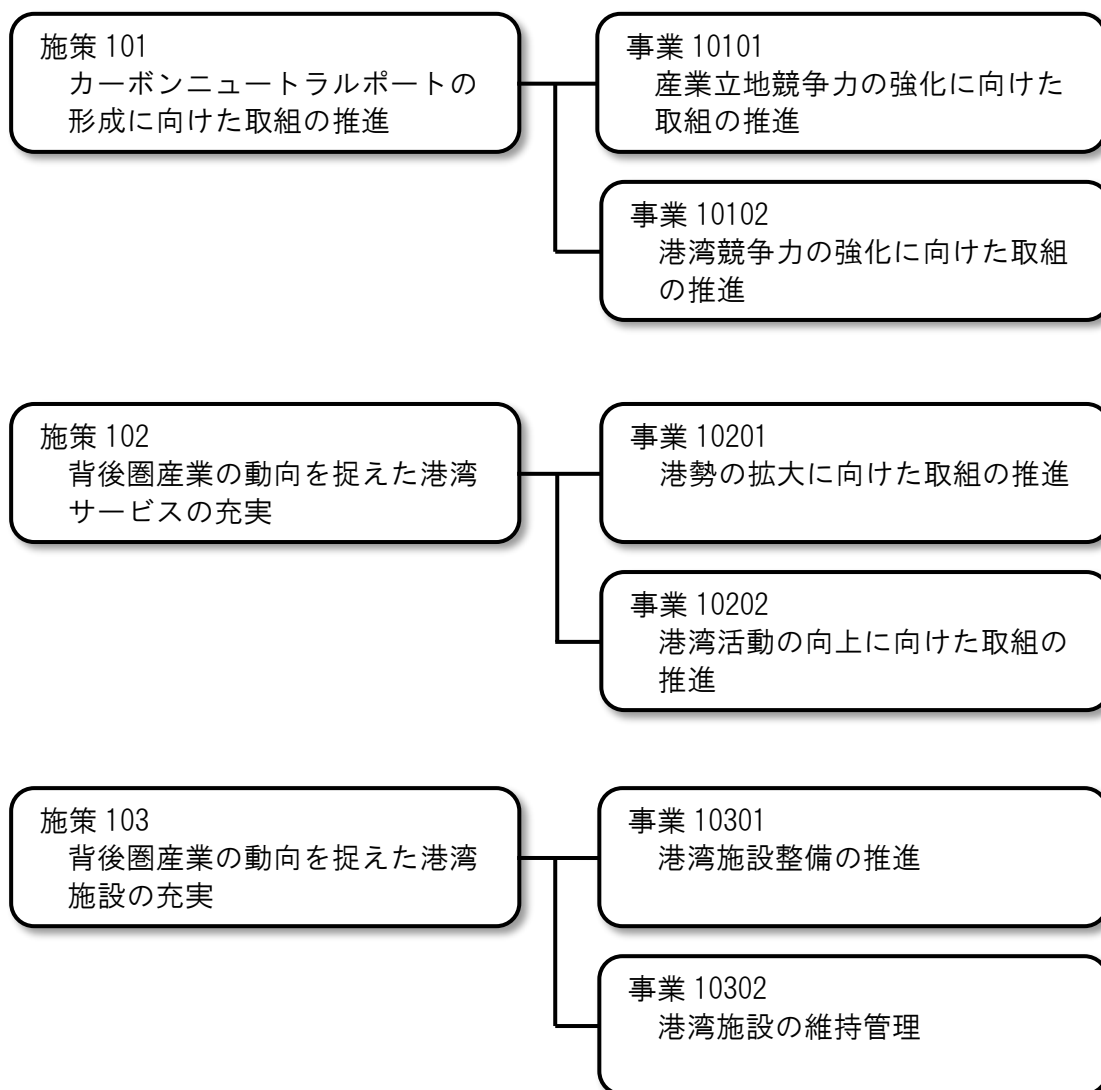 施策 101
カーボンニュートラルポートの
形成に向けた取組の推進
事業 10101
産業立地競争力の強化に向けた
取組の推進
事業 10102
港湾競争力の強化に向けた取組
の推進
施策 102
背後圏産業の動向を捉えた港湾
サービスの充実
事業 10201
港勢の拡大に向けた取組の推進
事業 10202
港湾活動の向上に向けた取組の
推進
施策 103
背後圏産業の動向を捉えた港湾
施設の充実
事業 10301
港湾施設整備の推進
事業 10302
港湾施設の維持管理